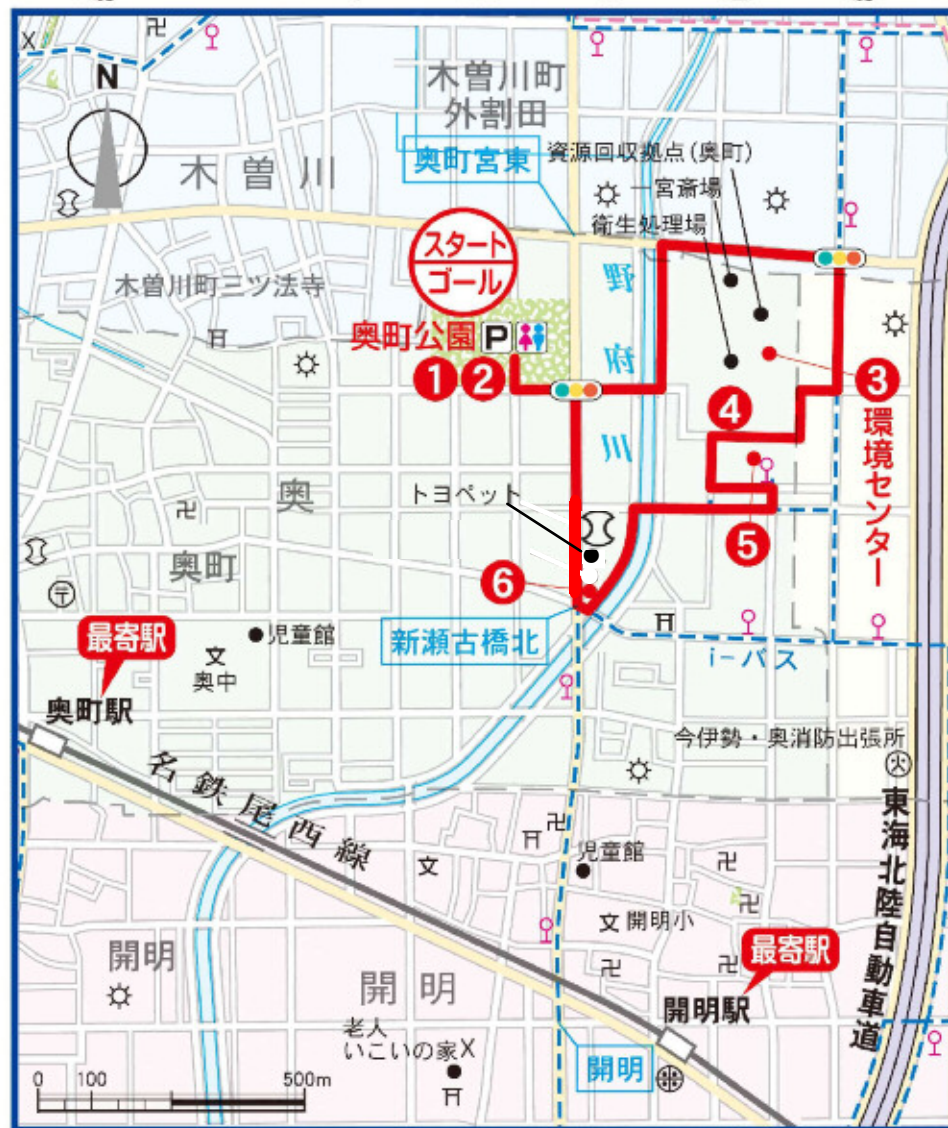 N
木曽川町
外割田
奥町宮東
資源回収拠点(奥町)
一宮斎場
衛生処理場
木曽川
スタート
ゴール
木曽川町三ツ法寺
奥町公園 P
野府川
1 2
3 環境センター
4
5
6
トヨペット
奥
奥町
〒
新瀬古橋北
児童館
最寄駅
文
奥中
奥町駅
i-バス
今伊勢・奥消防出張所
火
名鉄尾西線
東海北陸自動車道
文
児童館
文 開明小
最寄駅
開明
開明
開明駅
老人
いこいの家
X
X
開明
0 100 500m